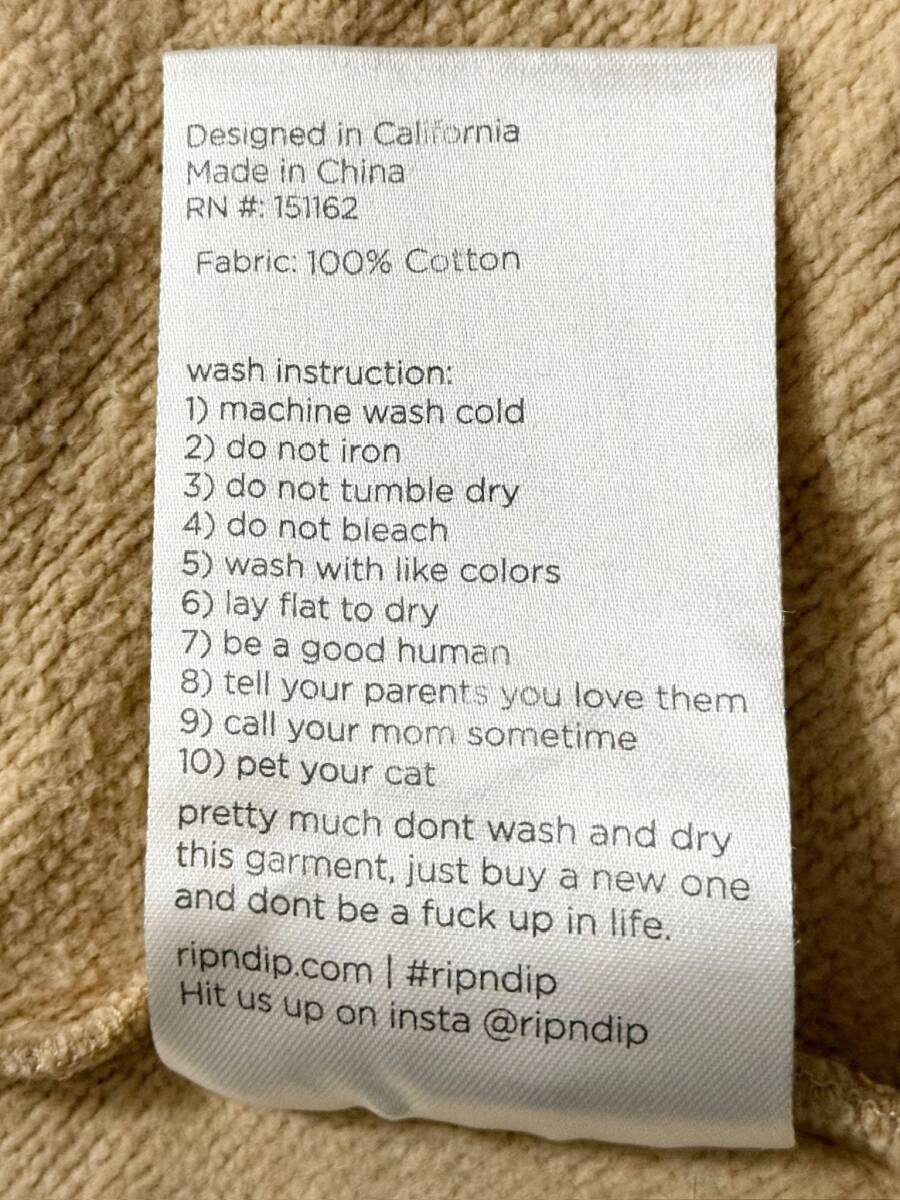 Designed in California
Made in China
RN #: 151162
Fabric: 100% Cotton
wash instruction:
1) machine wash cold
2) do not iron
3) do not tumble dry
4) do not bleach
5) wash with like colors
6) lay flat to dry
7) be a good human
8) tell your parents you love them
9) call your mom sometime
10) pet your cat
pretty much dont wash and dry
this garment, just buy a new one
and dont be a fuck up in life.
ripndip.com | #ripndip
Hit us up on insta @ripndip